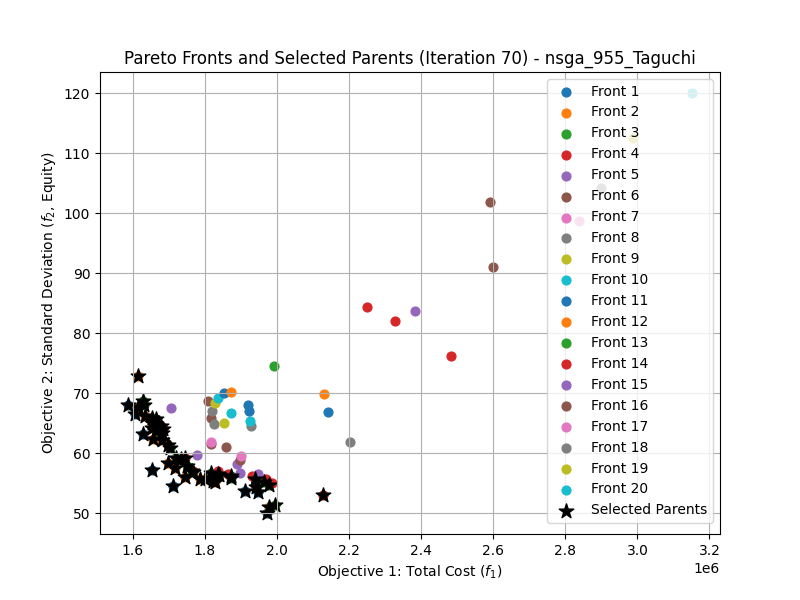 Pareto Fronts and Selected Parents (Iteration 70) - nsga_955_Taguchi
Objective 2: Standard Deviation (f₂, Equity)
120
110
100
90
80
70
60
50
Front 1
Front 2
Front 3
Front 4
Front 5
Front 6
Front 7
Front 8
Front 9
Front 10
Front 11
Front 12
Front 13
Front 14
Front 15
Front 16
Front 17
Front 18
Front 19
Front 20
Selected Parents
1.6 1.8 2.0 2.2 2.4 2.6 2.8 3.0 3.2
1e6
Objective 1: Total Cost (f₁)